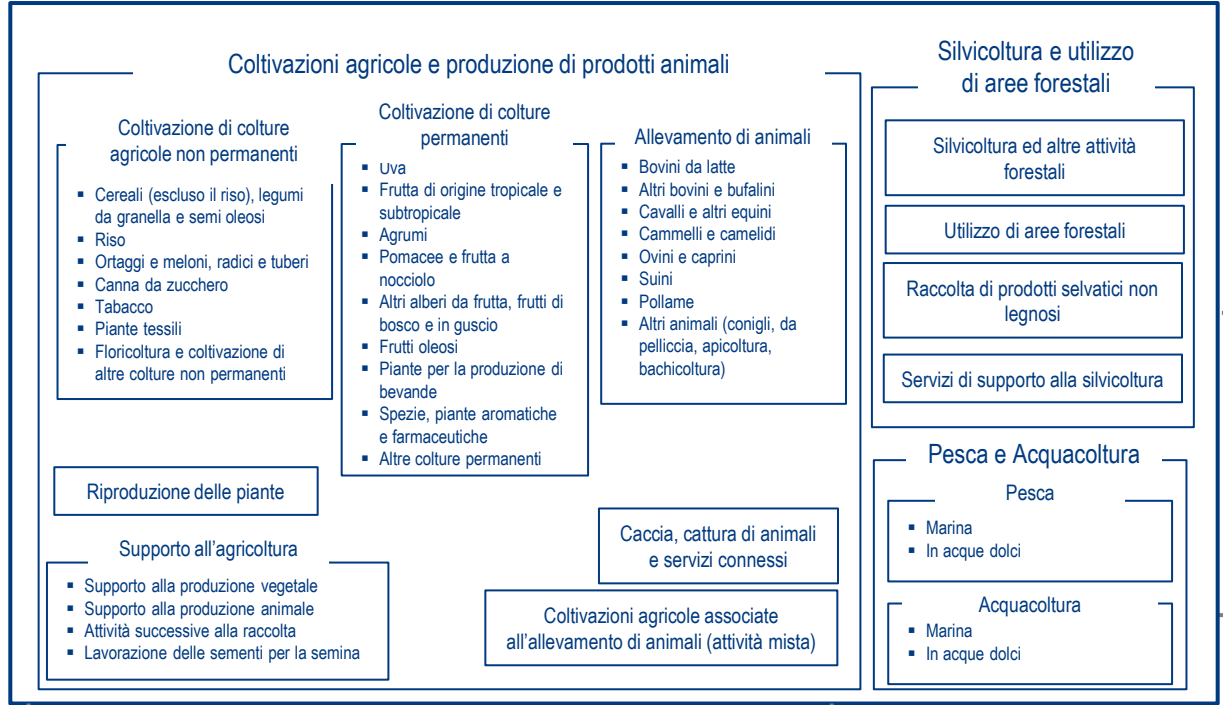 Coltivazioni agricole e produzione di prodotti animali
Coltivazione di colture
agricole non permanenti
▪ Cereali (escluso il riso), legumi
da granella e semi oleosi
▪ Riso
▪ Ortaggi e meloni, radici e tuberi
▪ Canna da zucchero
▪ Tabacco
▪ Piante tessili
▪ Floricoltura e coltivazione di
altre colture non permanenti
Coltivazione di colture
permanenti
▪ Uva
▪ Frutta di origine tropicale e
subtropicale
▪ Agrumi
▪ Pomacee e frutta a
nocciolo
▪ Altri alberi da frutta, frutti di
bosco e in guscio
▪ Frutti oleosi
▪ Piante per la produzione di
bevande
▪ Spezie, piante aromatiche
e farmaceutiche
▪ Altre colture permanenti
Allevamento di animali
▪ Bovini da latte
▪ Altri bovini e bufalini
▪ Cavalli e altri equini
▪ Cammelli e camelidi
▪ Ovini e caprini
▪ Suini
▪ Pollame
▪ Altri animali (conigli, da
pelliccia, apicoltura,
bachicoltura)
Riproduzione delle piante
Supporto all’agricoltura
▪ Supporto alla produzione vegetale
▪ Supporto alla produzione animale
▪ Attività successive alla raccolta
▪ Lavorazione delle sementi per la semina
Caccia, cattura di animali
e servizi connessi
Coltivazioni agricole associate
all’allevamento di animali (attività mista)
Silvicoltura e utilizzo
di aree forestali
Silvicoltura ed altre attività
forestali
Utilizzo di aree forestali
Raccolta di prodotti selvatici non
legnosi
Servizi di supporto alla silvicoltura
Pesca e Acquacoltura
Pesca
▪ Marina
▪ In acque dolci
Acquacoltura
▪ Marina
▪ In acque dolci